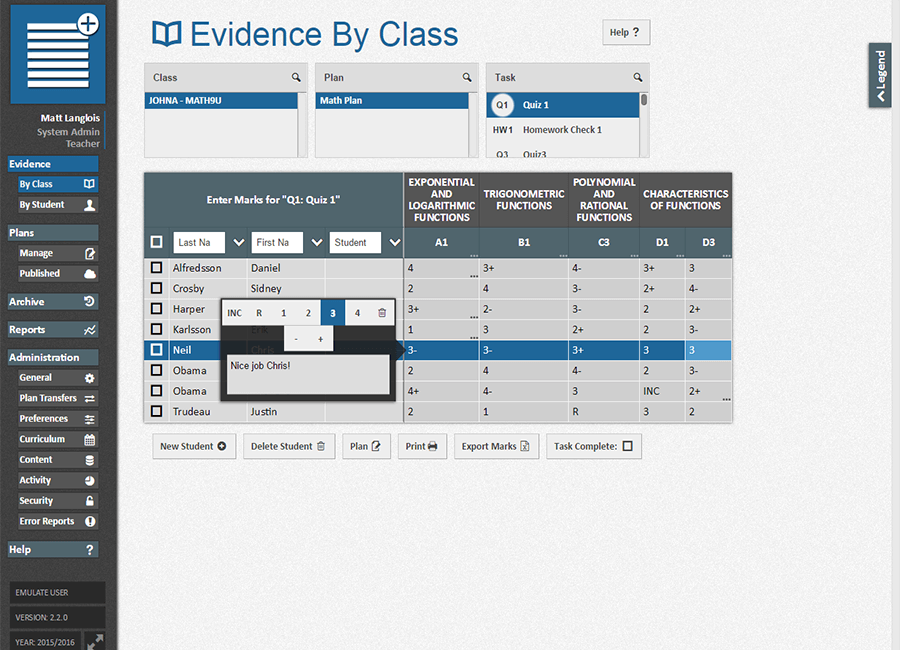 Evidence By Class
Help ?
Legend
Class
Plan
Task
JOHNA - MATH9U
Math Plan
Q1 Quiz 1
HW1 Homework Check 1
Q3 Quiz3
Matt Langlois
System Admin
Teacher
Evidence
By Class
By Student
Plans
Manage
Published
Archive
Reports
Administration
General
Plan Transfers
Preferences
Curriculum
Content
Activity
Security
Error Reports
Help ?
EMULATE USER
VERSION: 2.2.0
YEAR: 2015/2016
Enter Marks for "Q1: Quiz 1"
EXPONENTIAL
AND
LOGARITHMIC
FUNCTIONS
TRIGONOMETRIC
FUNCTIONS
POLYNOMIAL
AND
RATIONAL
FUNCTIONS
CHARACTERISTICS
OF FUNCTIONS
Last Na First Na Student A1 B1 C3 D1 D3
Alfredsson Daniel 4 3+ 4- 3+ 3
Crosby Sidney 2 4 3- 2+ 4-
Harper 3+ 2- 3- 2 2+
Karlsson Erik 1 3 2+ 2 3-
Neil Chris 3- 3- 3+ 3 3
Obama 2 4 4- 2 3-
Obama 4+ 4- 3 INC 2+
Trudeau Justin 2 1 R 3 2
INC R 1 2 3 4
- +
Nice job Chris!
New Student
Delete Student
Plan
Print
Export Marks
Task Complete: